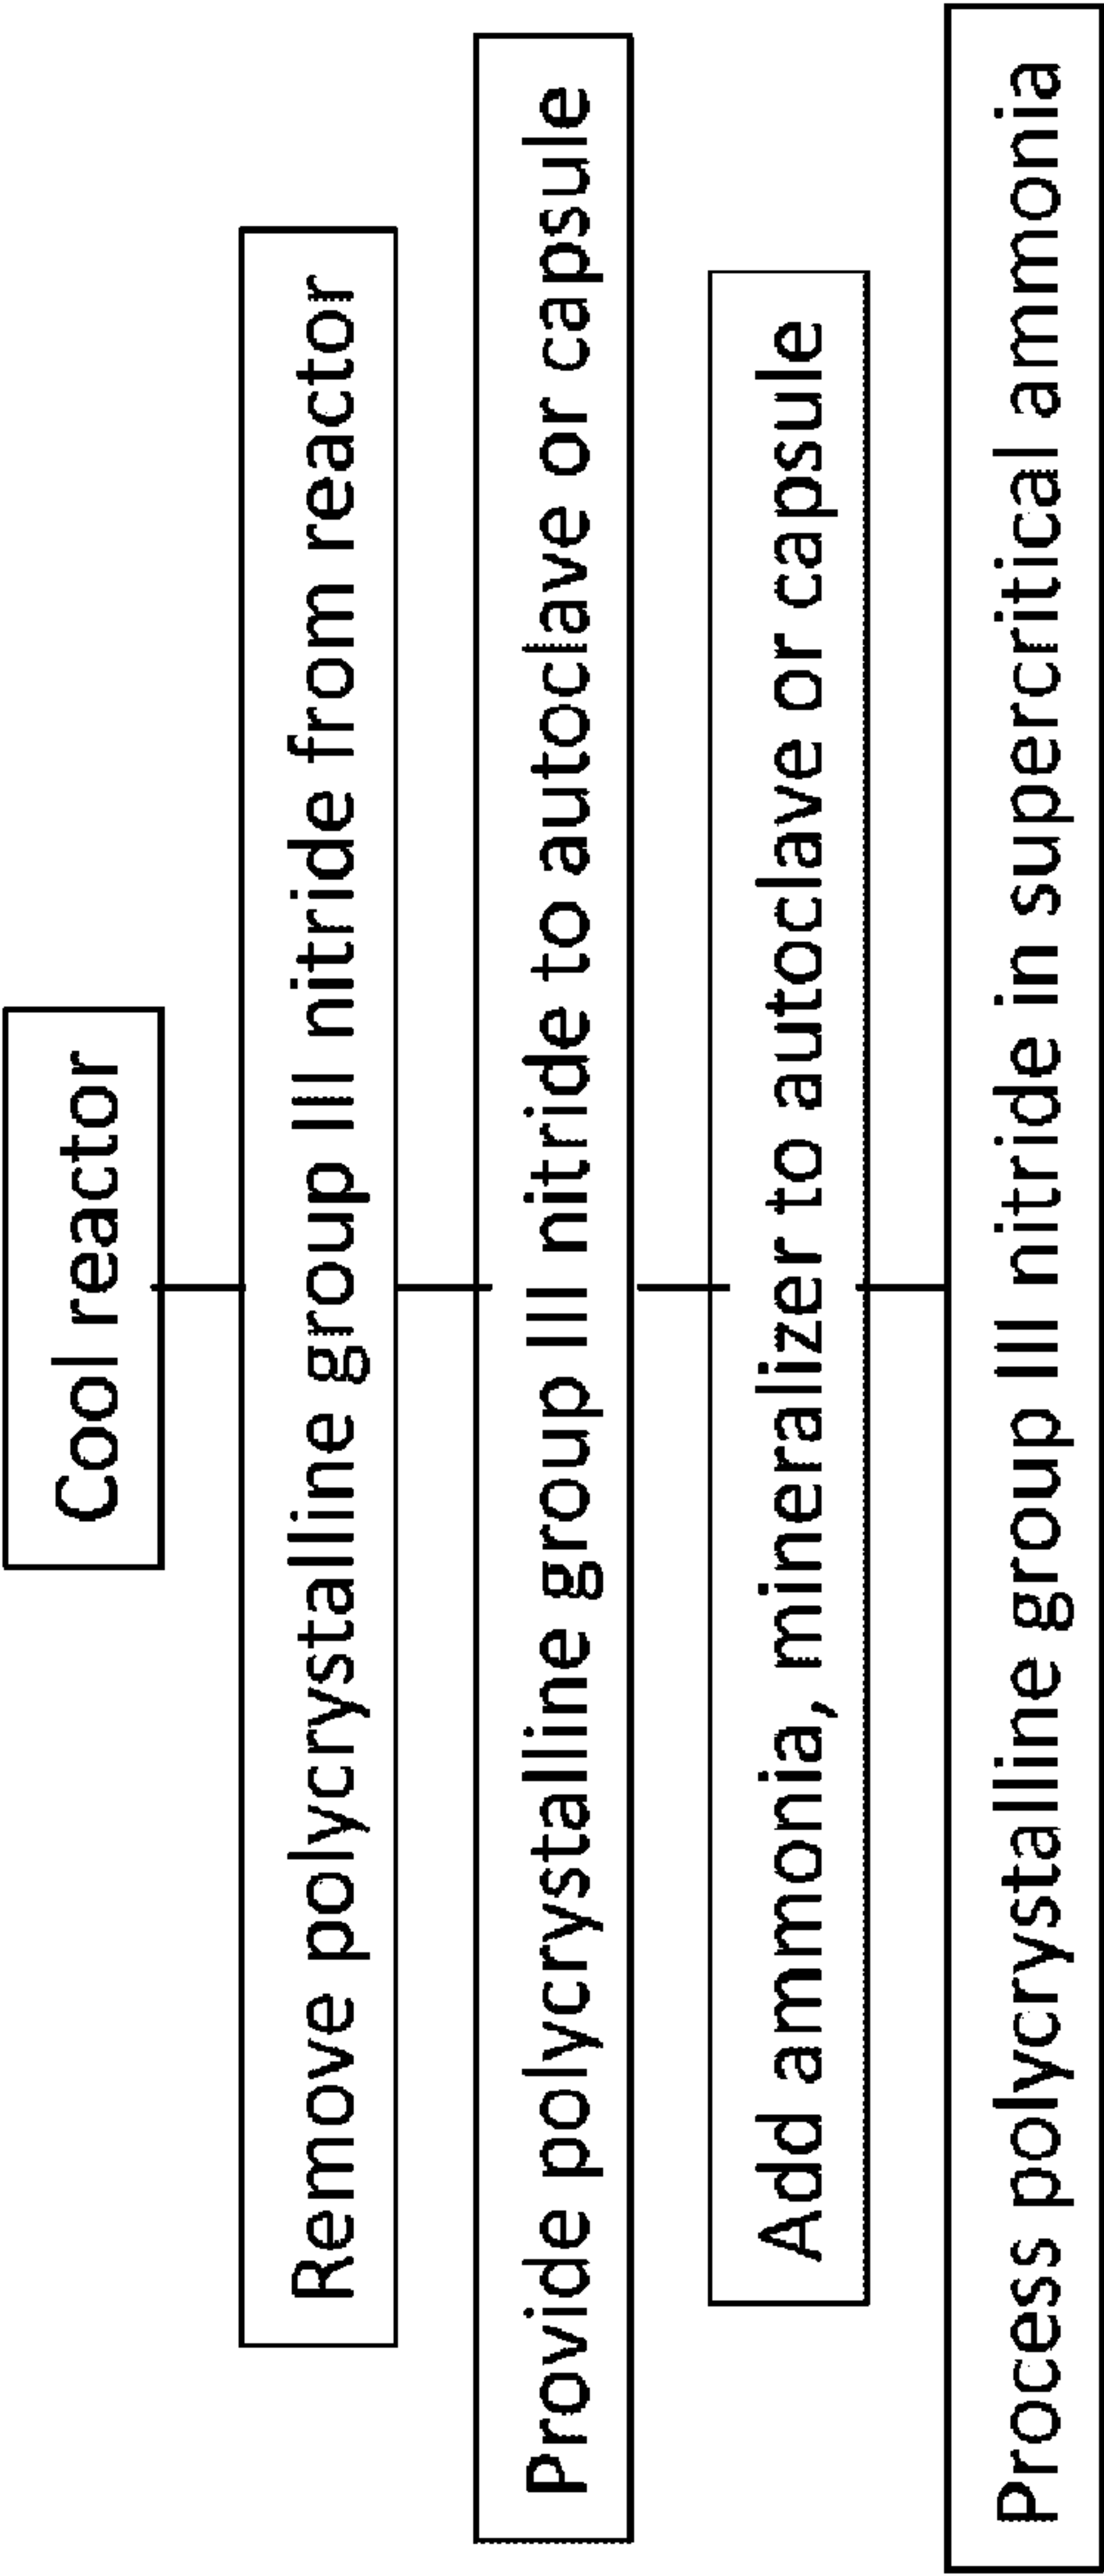 Cool reactor
Remove polycrystalline group III nitride from reactor
Provide polycrystalline group III nitride to autoclave or capsule
Add ammonia, mineralizer to autoclave or capsule
Process polycrystalline group III nitride in supercritical ammonia